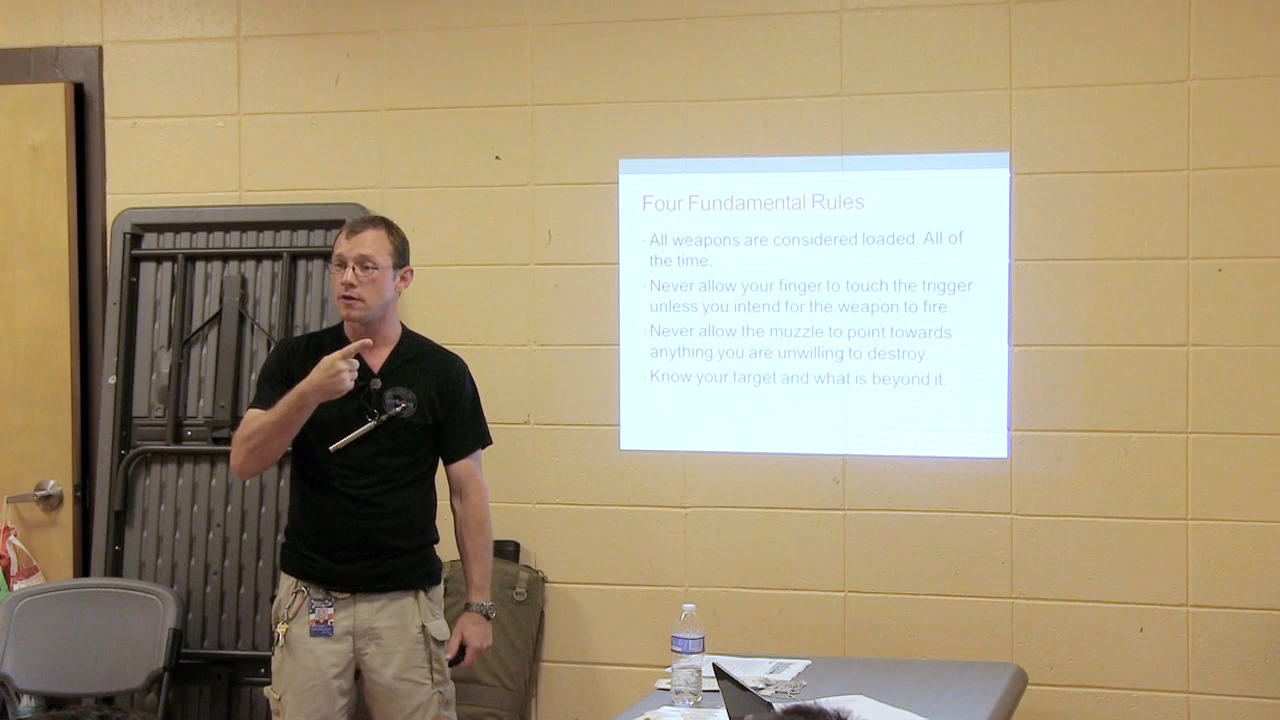 Four Fundamental Rules
· All weapons are considered loaded. All of
the time.
· Never allow your finger to touch the trigger
unless you intend for the weapon to fire.
· Never allow the muzzle to point towards
anything you are unwilling to destroy.
· Know your target and what is beyond it.